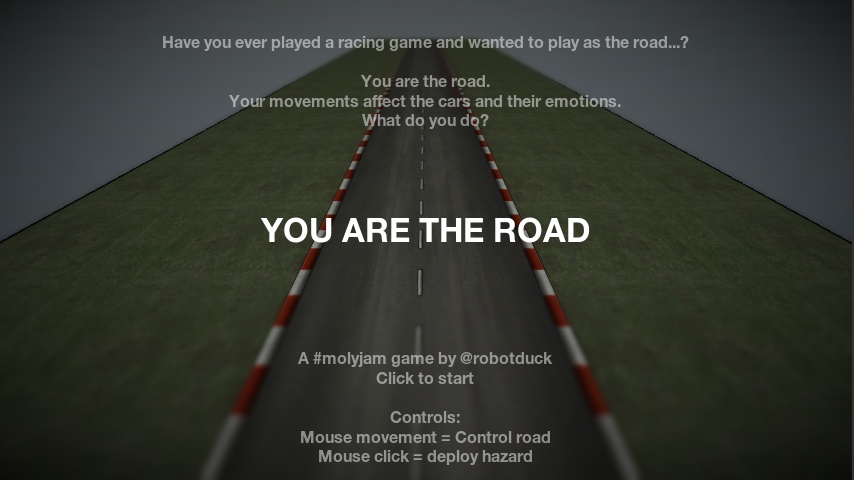 Have you ever played a racing game and wanted to play as the road...?
You are the road.
Your movements affect the cars and their emotions.
What do you do?
YOU ARE THE ROAD
A #molyjam game by @robotduck
Click to start
Controls:
Mouse movement = Control road
Mouse click = deploy hazard